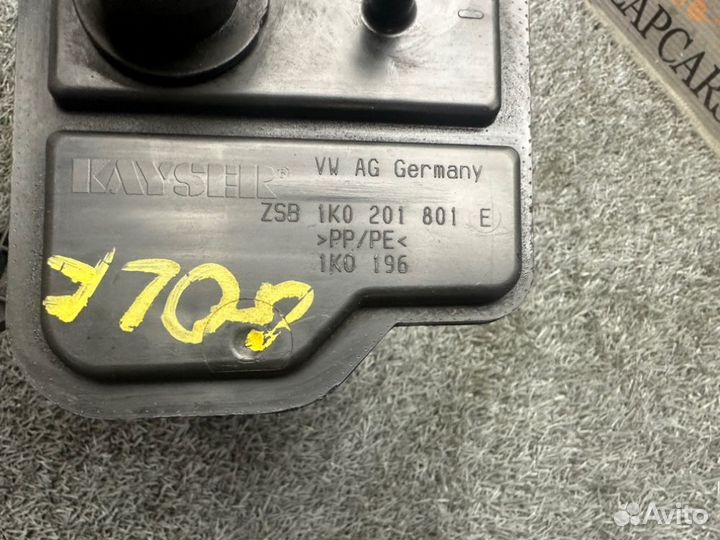 KAYSER® VW AG Germany
ZSB 1K0 201 801 E
>PP/PE<
1K0 196
Avito